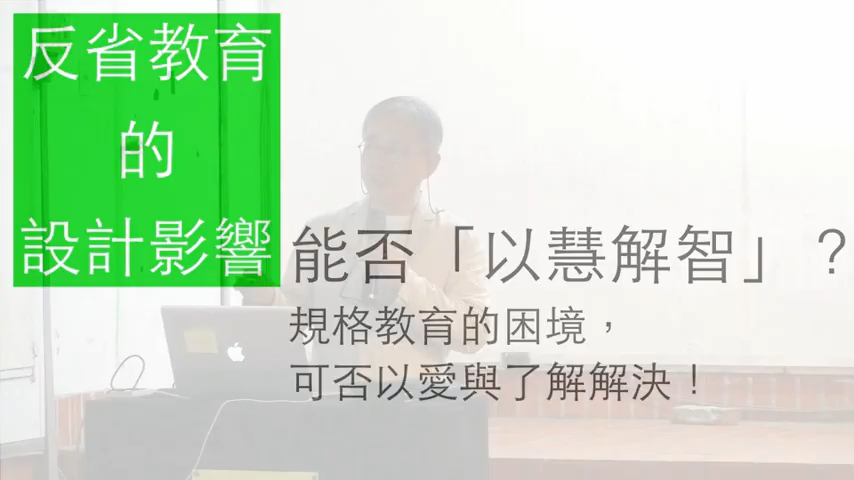 反省教育
的
設計影響
能否「以慧解智」？
規格教育的困境，
可否以愛與了解解決！